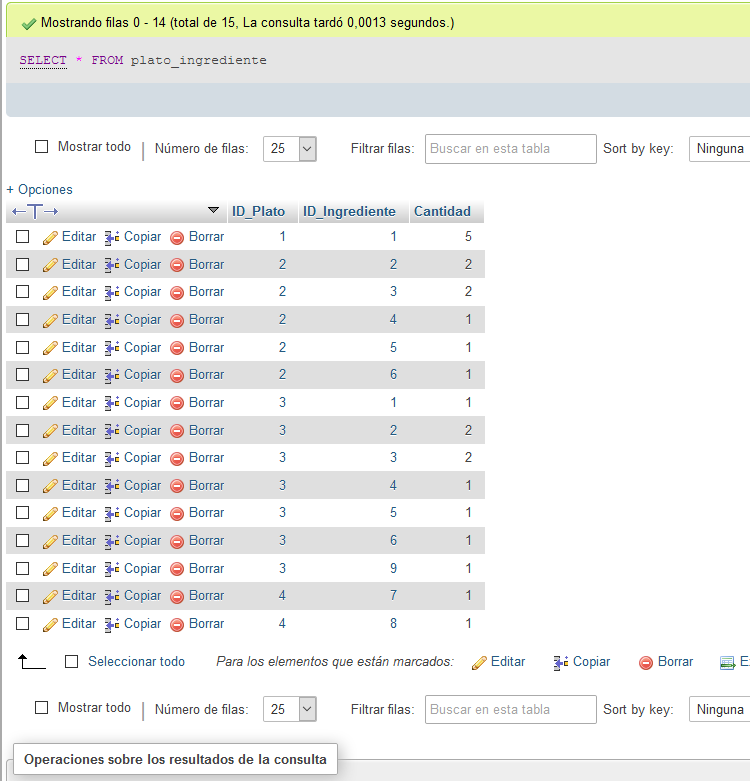 Mostrando filas 0 - 14 (total de 15, La consulta tardó 0,0013 segundos.)
SELECT * FROM plato_ingrediente
Mostrar todo | Número de filas: 25 Filtrar filas: Buscar en esta tabla Sort by key: Ninguna
+ Opciones
←T→ ID_Plato ID_Ingrediente Cantidad
Editar Copiar Borrar 1 1 5
Editar Copiar Borrar 2 2 2
Editar Copiar Borrar 2 3 2
Editar Copiar Borrar 2 4 1
Editar Copiar Borrar 2 5 1
Editar Copiar Borrar 2 6 1
Editar Copiar Borrar 3 1 1
Editar Copiar Borrar 3 2 2
Editar Copiar Borrar 3 3 2
Editar Copiar Borrar 3 4 1
Editar Copiar Borrar 3 5 1
Editar Copiar Borrar 3 6 1
Editar Copiar Borrar 3 9 1
Editar Copiar Borrar 4 7 1
Editar Copiar Borrar 4 8 1
Seleccionar todo Para los elementos que están marcados: Editar Copiar Borrar
Mostrar todo | Número de filas: 25 Filtrar filas: Buscar en esta tabla Sort by key: Ninguna
Operaciones sobre los resultados de la consulta